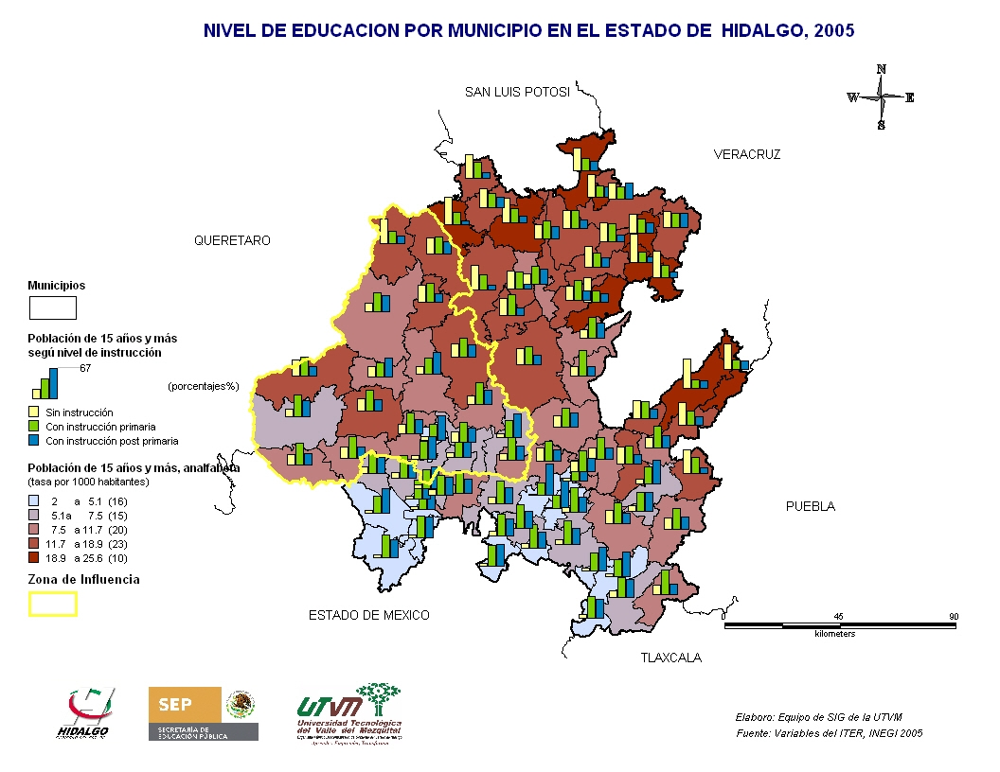 NIVEL DE EDUCACION POR MUNICIPIO EN EL ESTADO DE HIDALGO, 2005
N
W E
S
SAN LUIS POTOSI
VERACRUZ
QUERETARO
Municipios
Población de 15 años y más
segú nivel de instrucción
67
(porcentajes%)
Sin instrucción
Con instrucción primaria
Con instrucción post primaria
Población de 15 años y más, analfabeta
(tasa por 1000 habitantes)
2 a 5.1 (16)
5.1a 7.5 (15)
7.5 a 11.7 (20)
11.7 a 18.9 (23)
18.9 a 25.6 (10)
Zona de Influencia
PUEBLA
ESTADO DE MEXICO
TLAXCALA
0 45 90
kilometers
HIDALGO
SEP
SECRETARÍA DE
EDUCACIÓN PÚBLICA
UTVM
Universidad Tecnológica
del Valle del Mezquital
Aprender, Emprender, Transformar
Elaboro: Equipo de SIG de la UTVM
Fuente: Variables del ITER, INEGI 2005